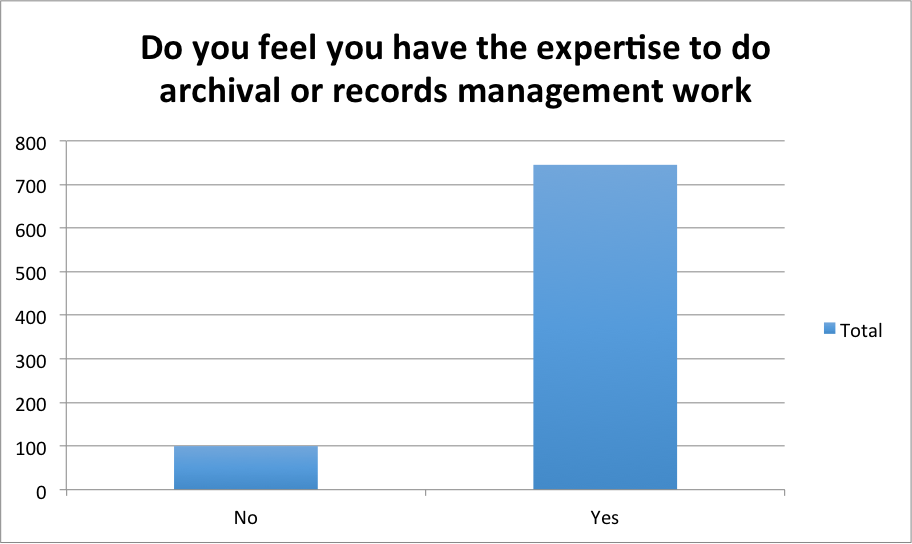 Do you feel you have the expertise to do
archival or records management work
800
700
600
500
400
300
200
100
0
No Yes
Total